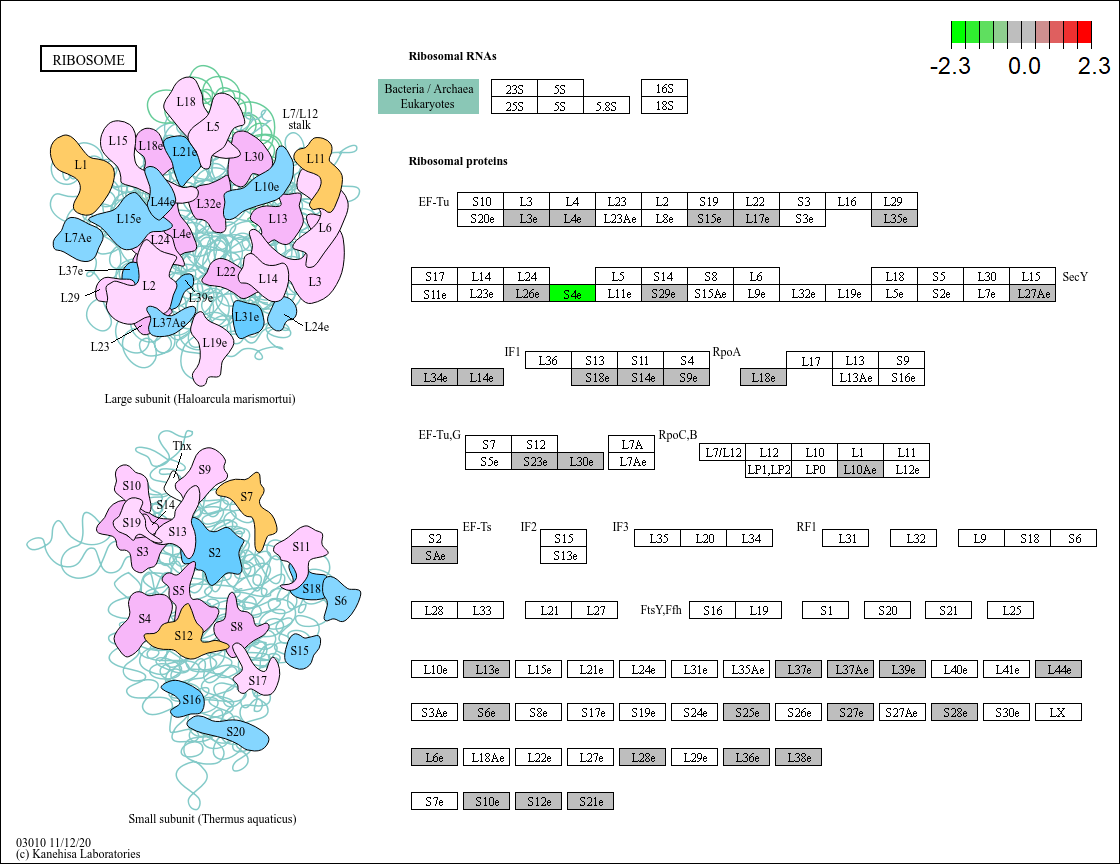 RIBOSOME
Ribosomal RNAs
-2.3 0.0 2.3
Bacteria / Archaea 23S 5S 16S
Eukaryotes 25S 5S 5.8S 18S
Ribosomal proteins
EF-Tu S10 L3 L4 L23 L2 S19 L22 S3 L16 L29
S20e L3e L4e L23Ae L8e S15e L17e S3e L35e
S17 L14 L24 L5 S14 S8 L6 L18 S5 L30 L15 SecY
S11e L23e L26e S4e L11e S29e S15Ae L9e L32e L19e L5e S2e L7e L27Ae
IF1 L36 S13 S11 S4 RpoA L17 L13 S9
L34e L14e S18e S14e S9e L18e L13Ae S16e
EF-Tu,G S7 S12 L7A RpoC,B L7/L12 L12 L10 L1 L11
S5e S23e L30e L7Ae LP1,LP2 LP0 L10Ae L12e
S2 EF-Ts IF2 S15 IF3 L35 L20 L34 RF1 L31 L32 L9 S18 S6
SAe S13e
L28 L33 L21 L27 FtsY,Ffh S16 L19 S1 S20 S21 L25
L10e L13e L15e L21e L24e L31e L35Ae L37e L37Ae L39e L40e L41e L44e
S3Ae S6e S8e S17e S19e S24e S25e S26e S27e S27Ae S28e S30e LX
L6e L18Ae L22e L27e L28e L29e L36e L38e
S7e S10e S12e S21e
L18
L5
L7/L12
stalk
L15 L18e L21e L30 L11
L1
L10e
L44e L32e
L15e L13
L6
L7Ae L24 L4e
L37e L22 L14 L3
L2
L29 L39e
L37Ae L31e L24e
L23 L19e
Large subunit (Haloarcula marismortui)
Thx
S9
S10 S7
S14
S19 S13
S3 S2 S11
S5 S18 S6
S4 S12 S8
S15
S17
S16
S20
Small subunit (Thermus aquaticus)
03010 11/12/20
(c) Kanehisa Laboratories